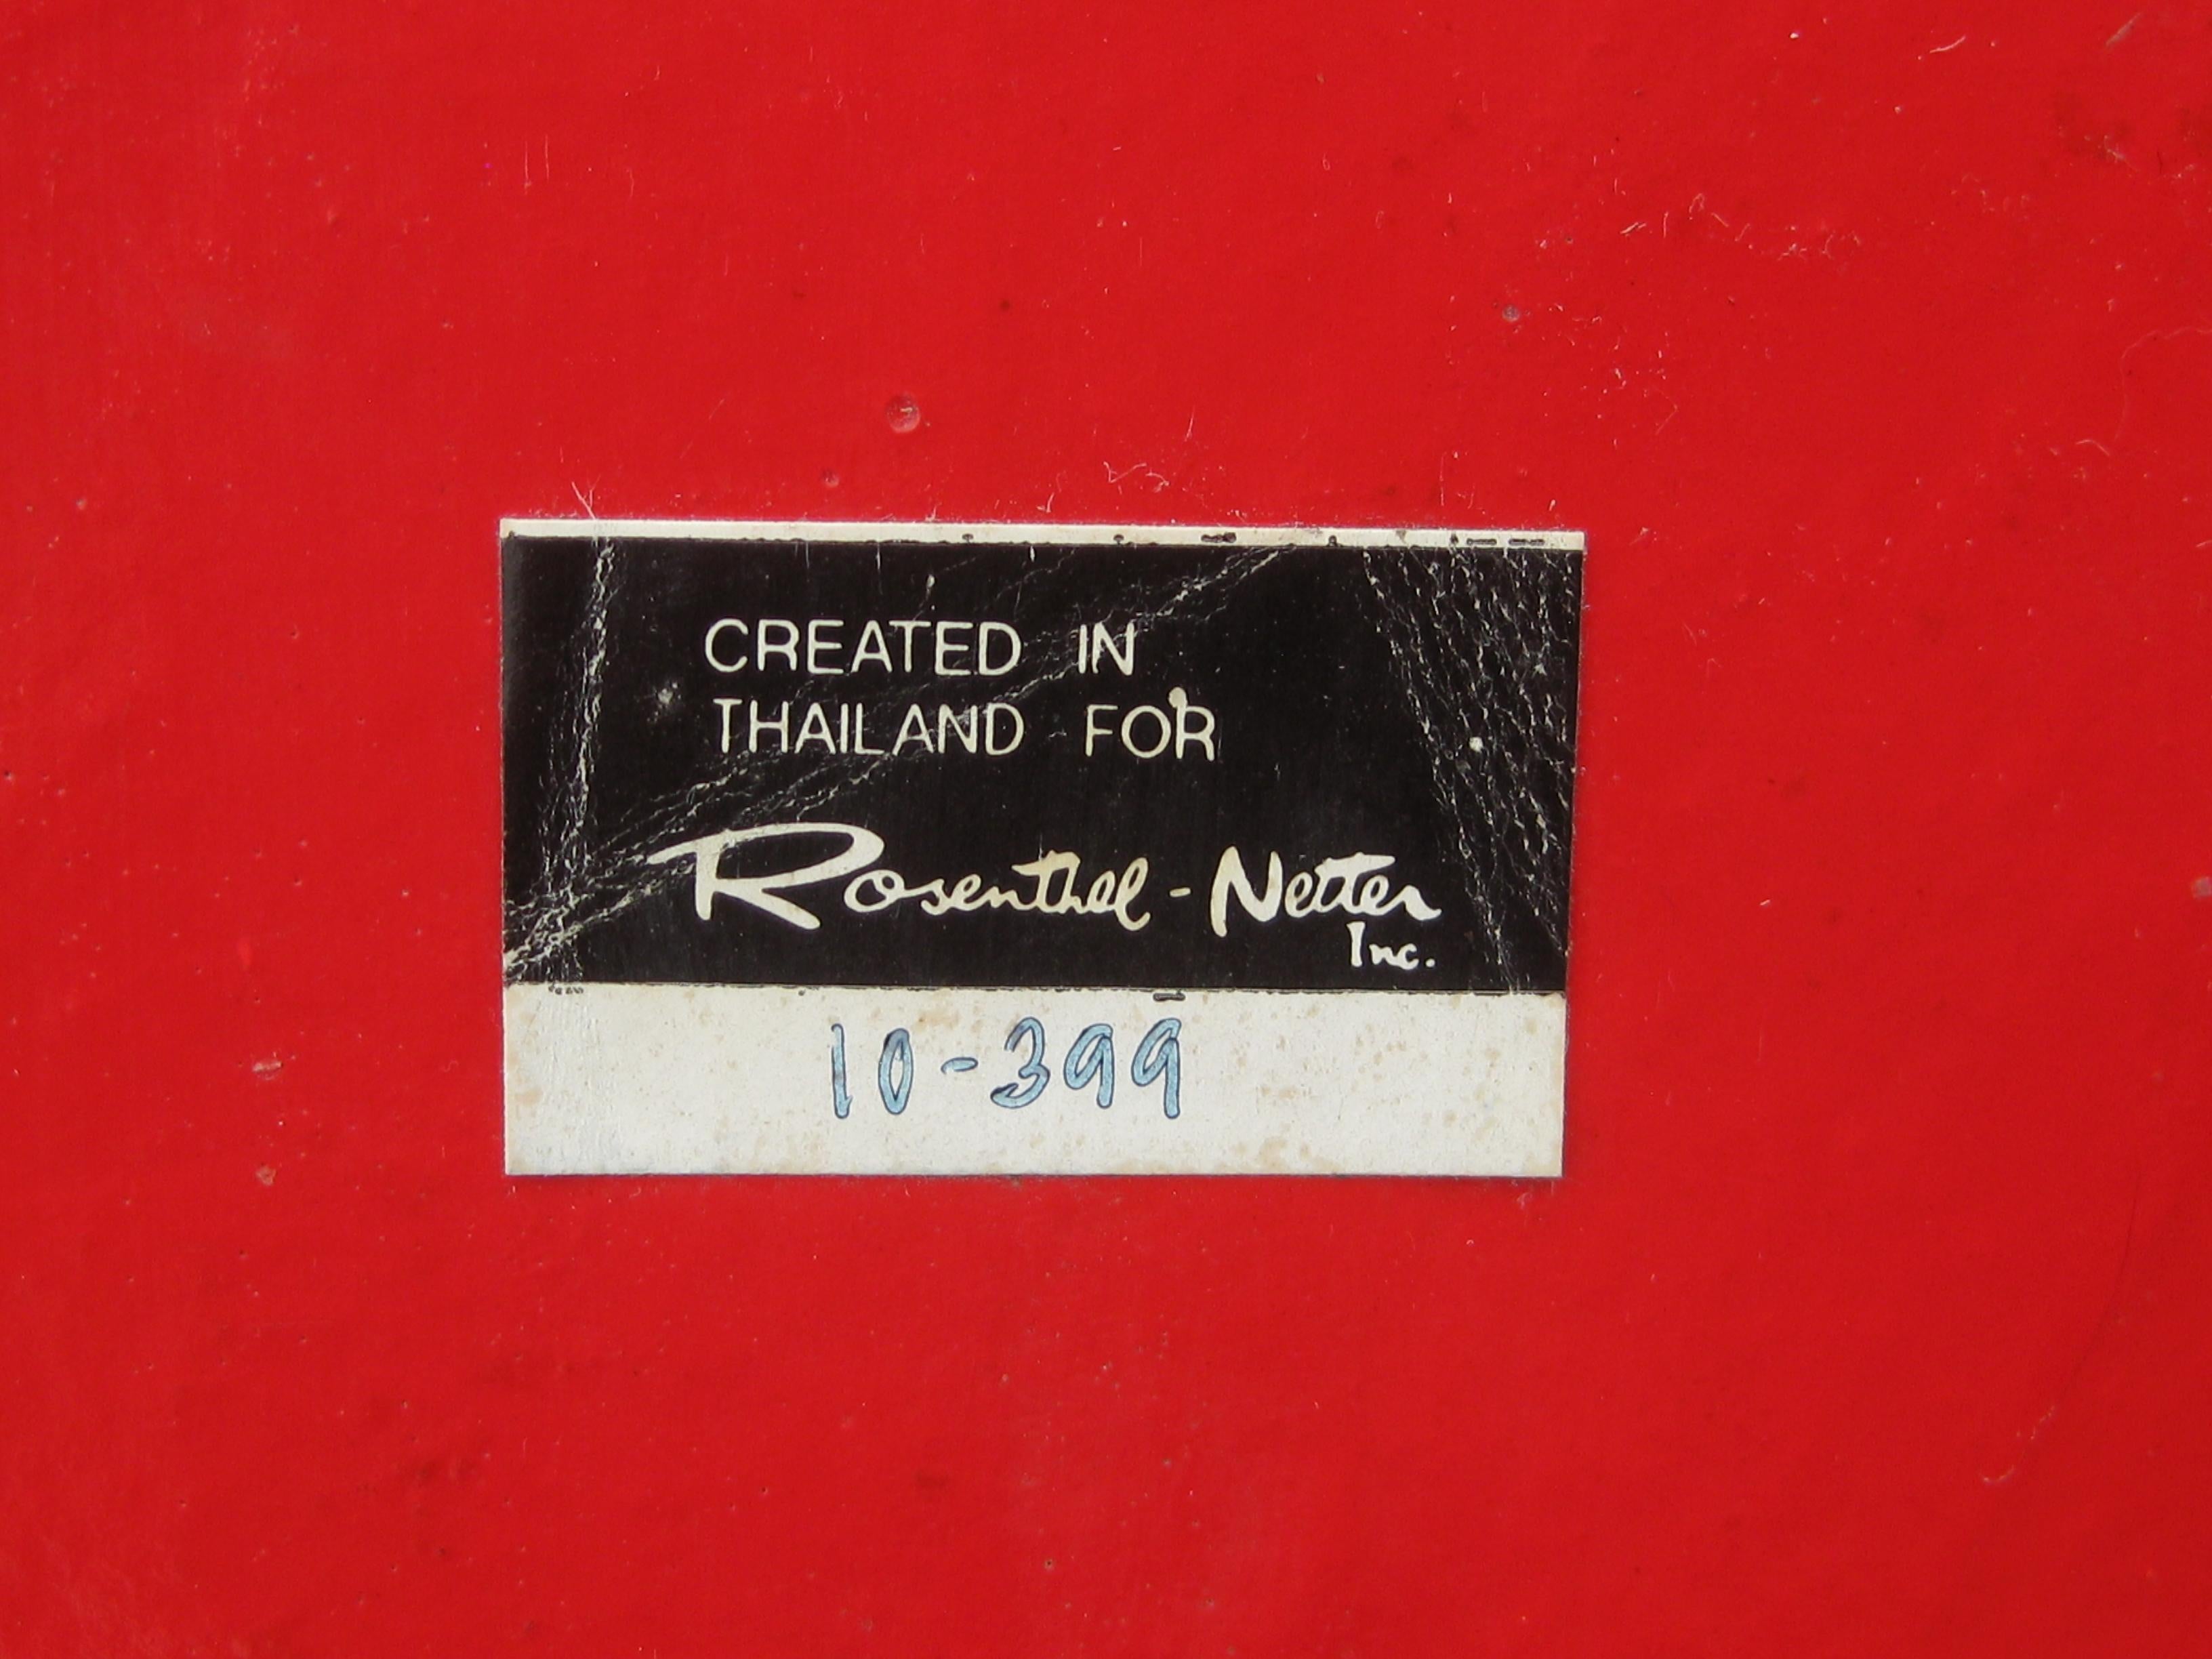 CREATED IN
THAILAND FOR
Rosenthal - Netter
Inc.
10-399